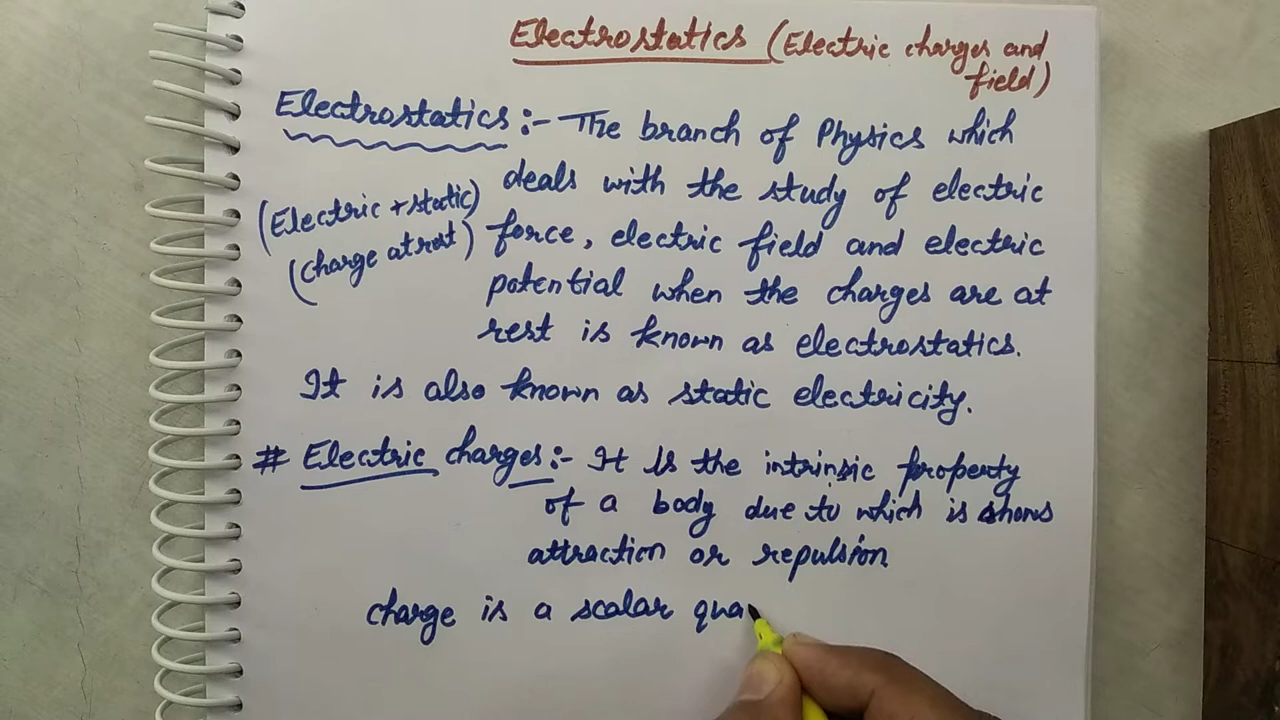 Electrostatics (Electric charges and
field)
Electrostatics :- The branch of Physics which
deals with the study of electric
(Electric + static)
force, electric field and electric
(charge at rest)
potential when the charges are at
rest is known as electrostatics.
It is also known as static electricity.
# Electric charges :- It is the intrinsic property
of a body due to which is shows
attraction or repulsion
charge is a scalar qua